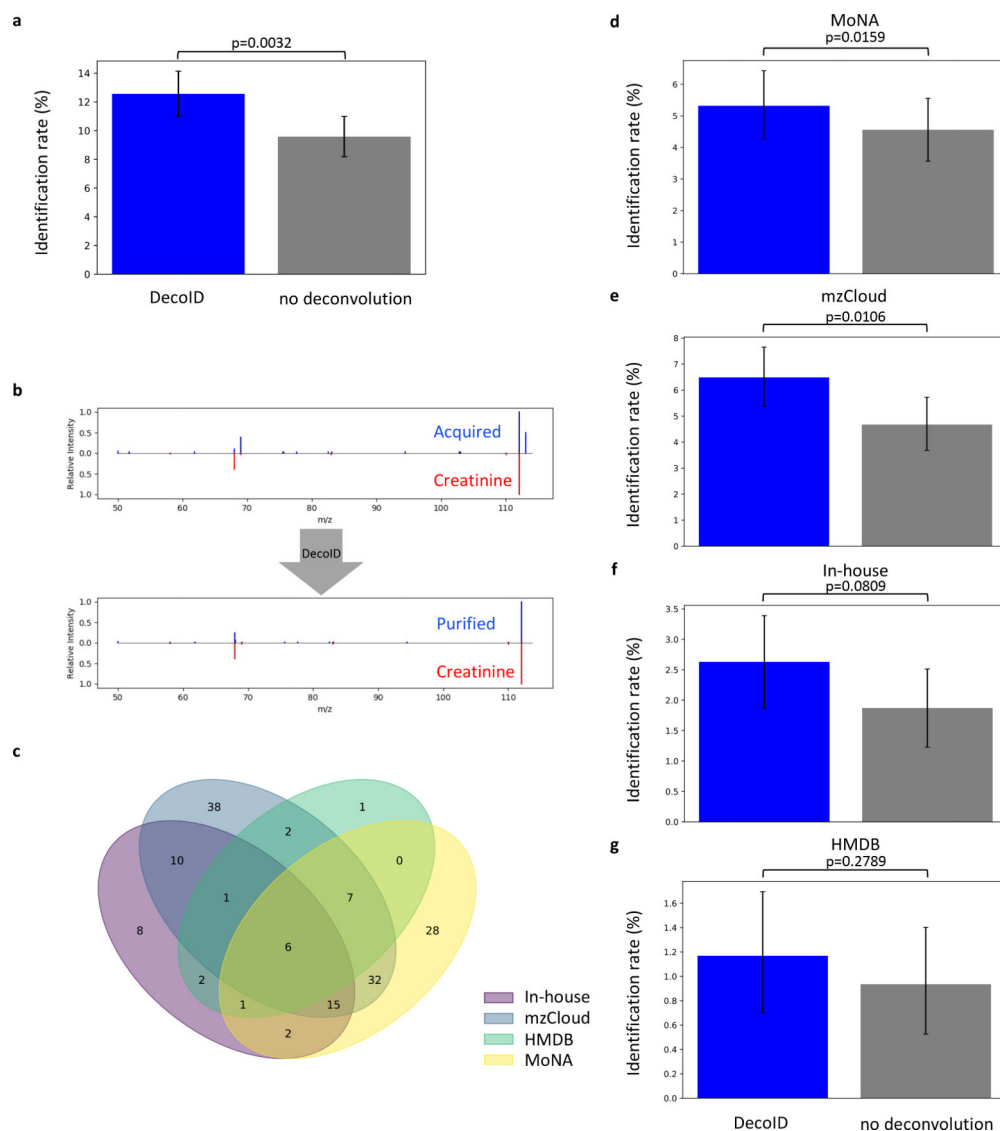 a
p=0.0032
Identification rate (%)
14
12
10
8
6
4
2
0
DecoID
no deconvolution
b
Relative Intensity
1.0
0.5
0.0
0.5
1.0
Acquired
Creatinine
50 60 70 80 90 100 110
m/z
DecoID
Relative Intensity
1.0
0.5
0.0
0.5
1.0
Purified
Creatinine
50 60 70 80 90 100 110
m/z
c
38
1
10
2
0
8
1
7
28
6
2
32
1
15
2
In-house
mzCloud
HMDB
MoNA
d
MoNA
p=0.0159
Identification rate (%)
6
5
4
3
2
1
0
e
mzCloud
p=0.0106
Identification rate (%)
8
7
6
5
4
3
2
1
0
f
In-house
p=0.0809
Identification rate (%)
3.5
3.0
2.5
2.0
1.5
1.0
0.5
0.0
g
HMDB
p=0.2789
Identification rate (%)
1.6
1.4
1.2
1.0
0.8
0.6
0.4
0.2
0.0
DecoID
no deconvolution